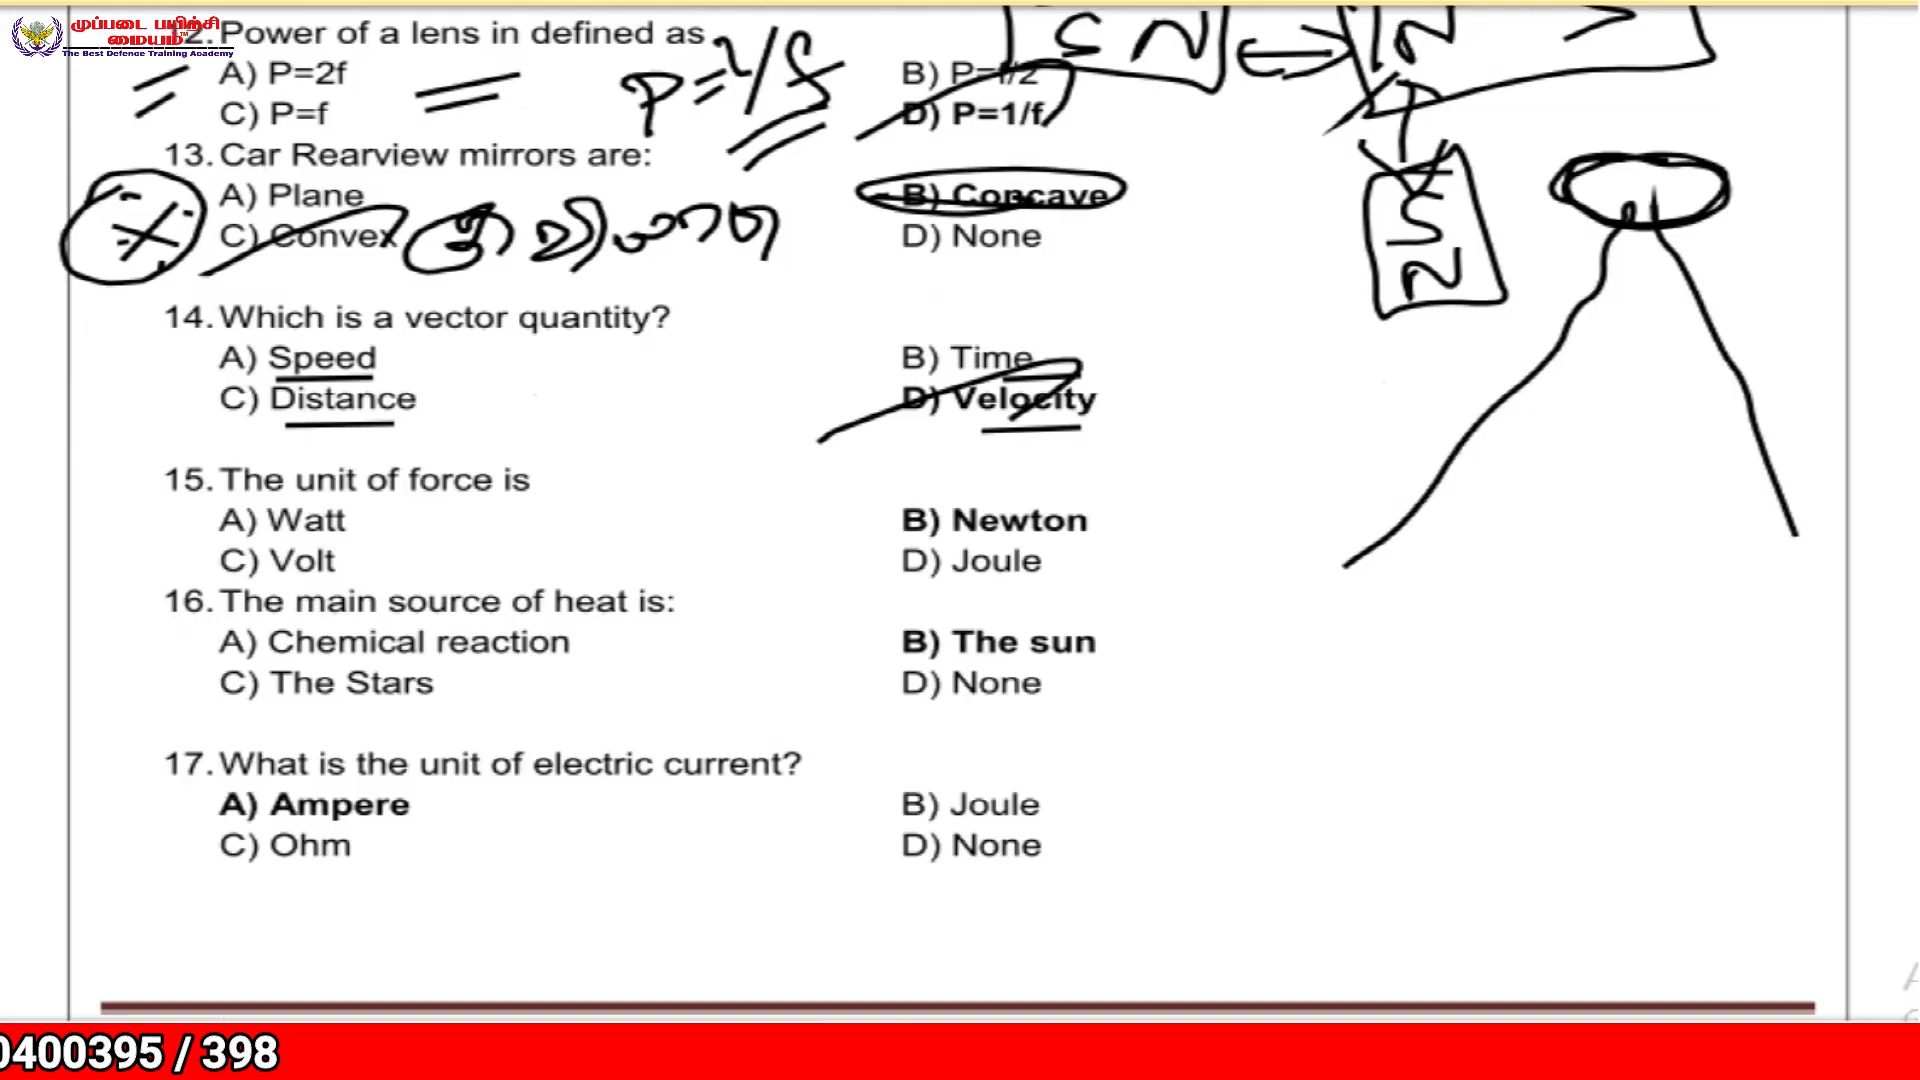 முப்படை பயிற்சி
மையம்™
The Best Defence Training Academy
12. Power of a lens in defined as
A) P=2f
B) P=f/2
C) P=f
D) P=1/f
P=1/f
S N
N
13. Car Rearview mirrors are:
A) Plane
B) Concave
C) Convex
D) None
S
N
14. Which is a vector quantity?
A) Speed
B) Time
C) Distance
D) Velocity
15. The unit of force is
A) Watt
B) Newton
C) Volt
D) Joule
16. The main source of heat is:
A) Chemical reaction
B) The sun
C) The Stars
D) None
17. What is the unit of electric current?
A) Ampere
B) Joule
C) Ohm
D) None
0400395 / 398